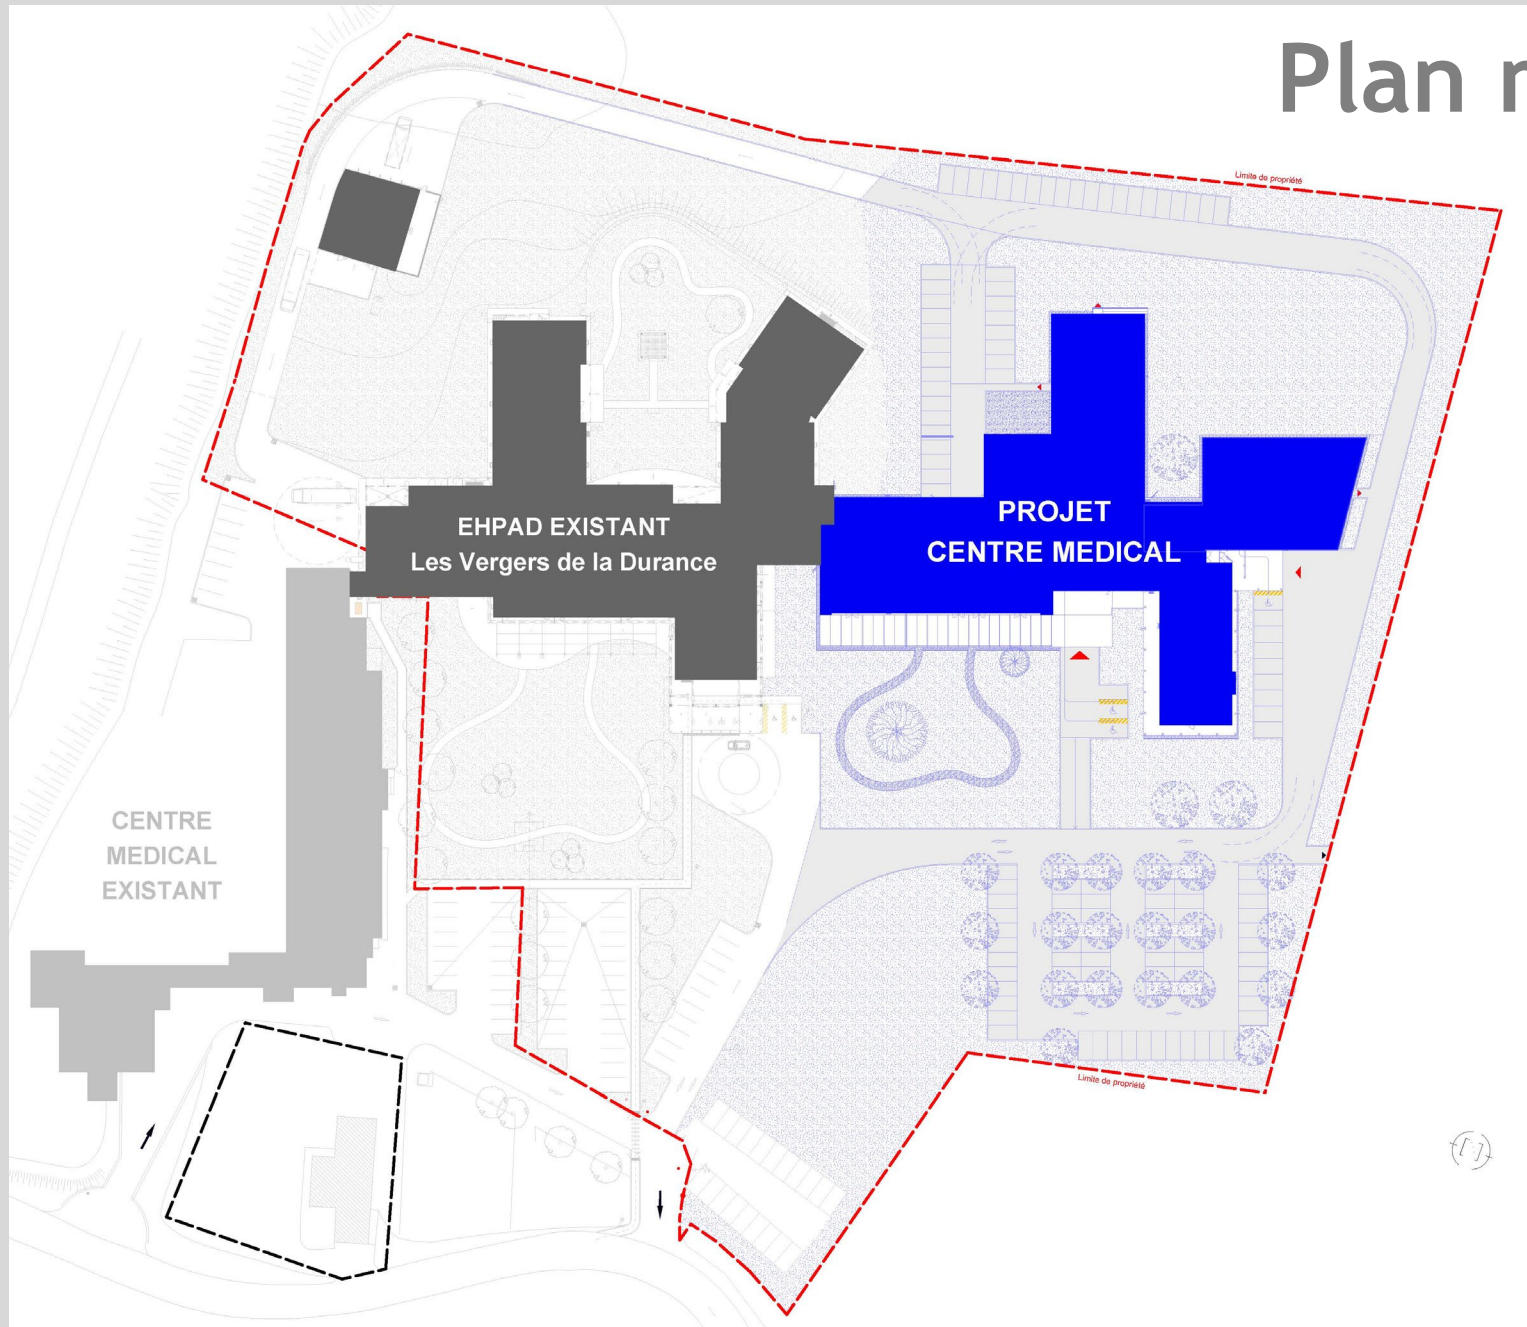 Plan
Limite de propriété
EHPAD EXISTANT
Les Vergers de la Durance
PROJET
CENTRE MEDICAL
CENTRE
MEDICAL
EXISTANT
Limite de propriété